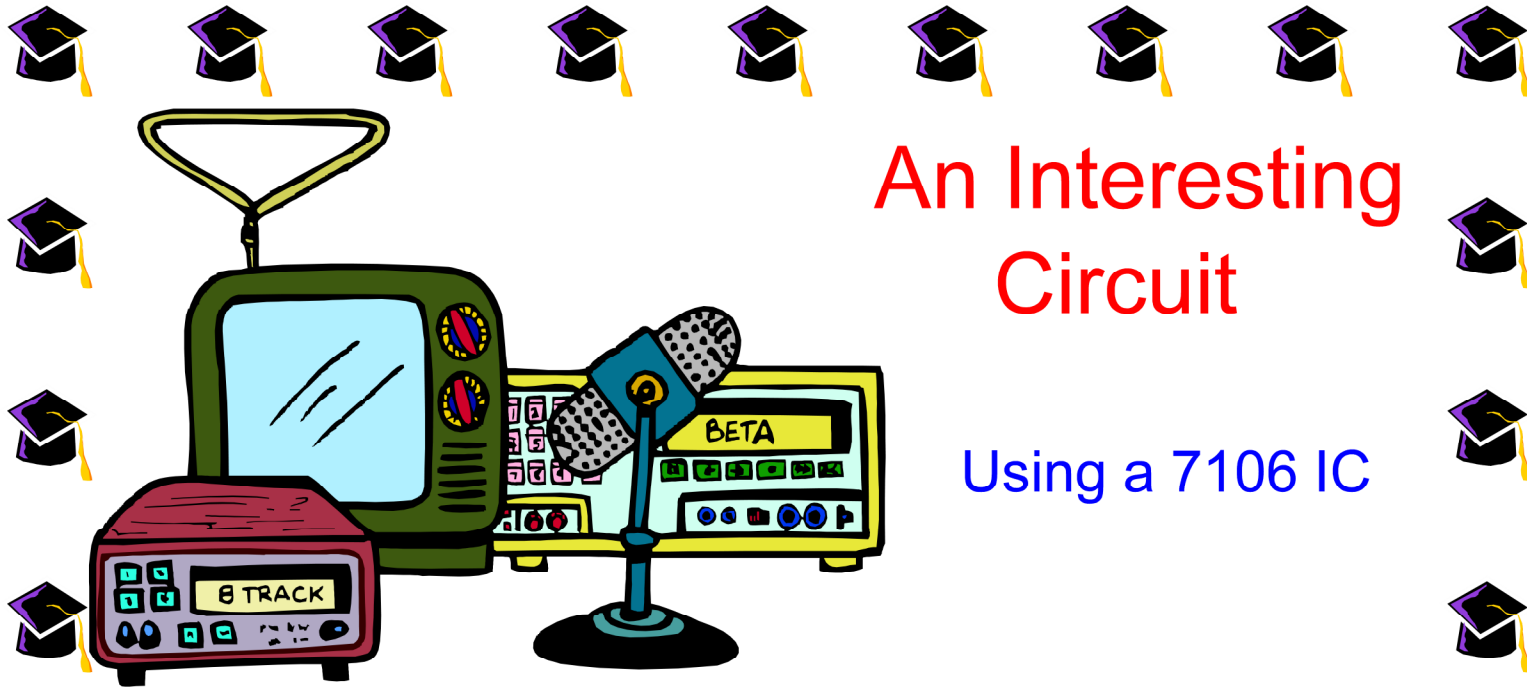 An Interesting
Circuit
Using a 7106 IC
BETA
8 TRACK